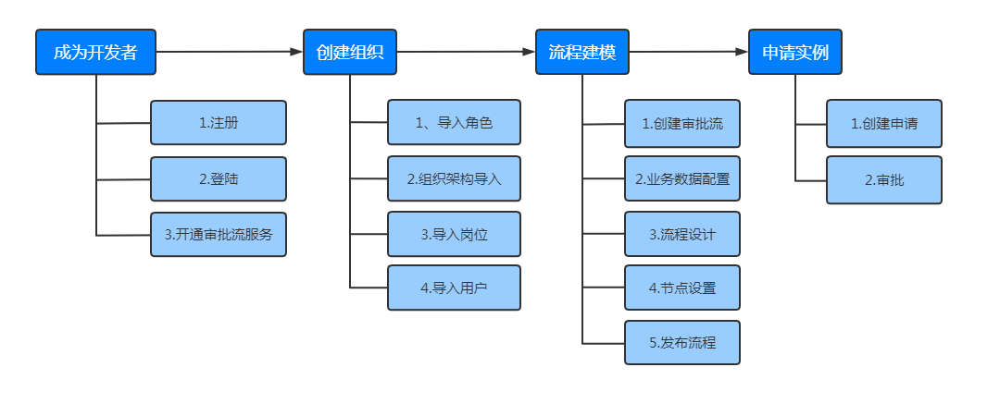 成为开发者
创建组织
流程建模
申请实例
1.注册
2.登陆
3.开通审批流服务
1、导入角色
2.组织架构导入
3.导入岗位
4.导入用户
1.创建审批流
2.业务数据配置
3.流程设计
4.节点设置
5.发布流程
1.创建申请
2.审批